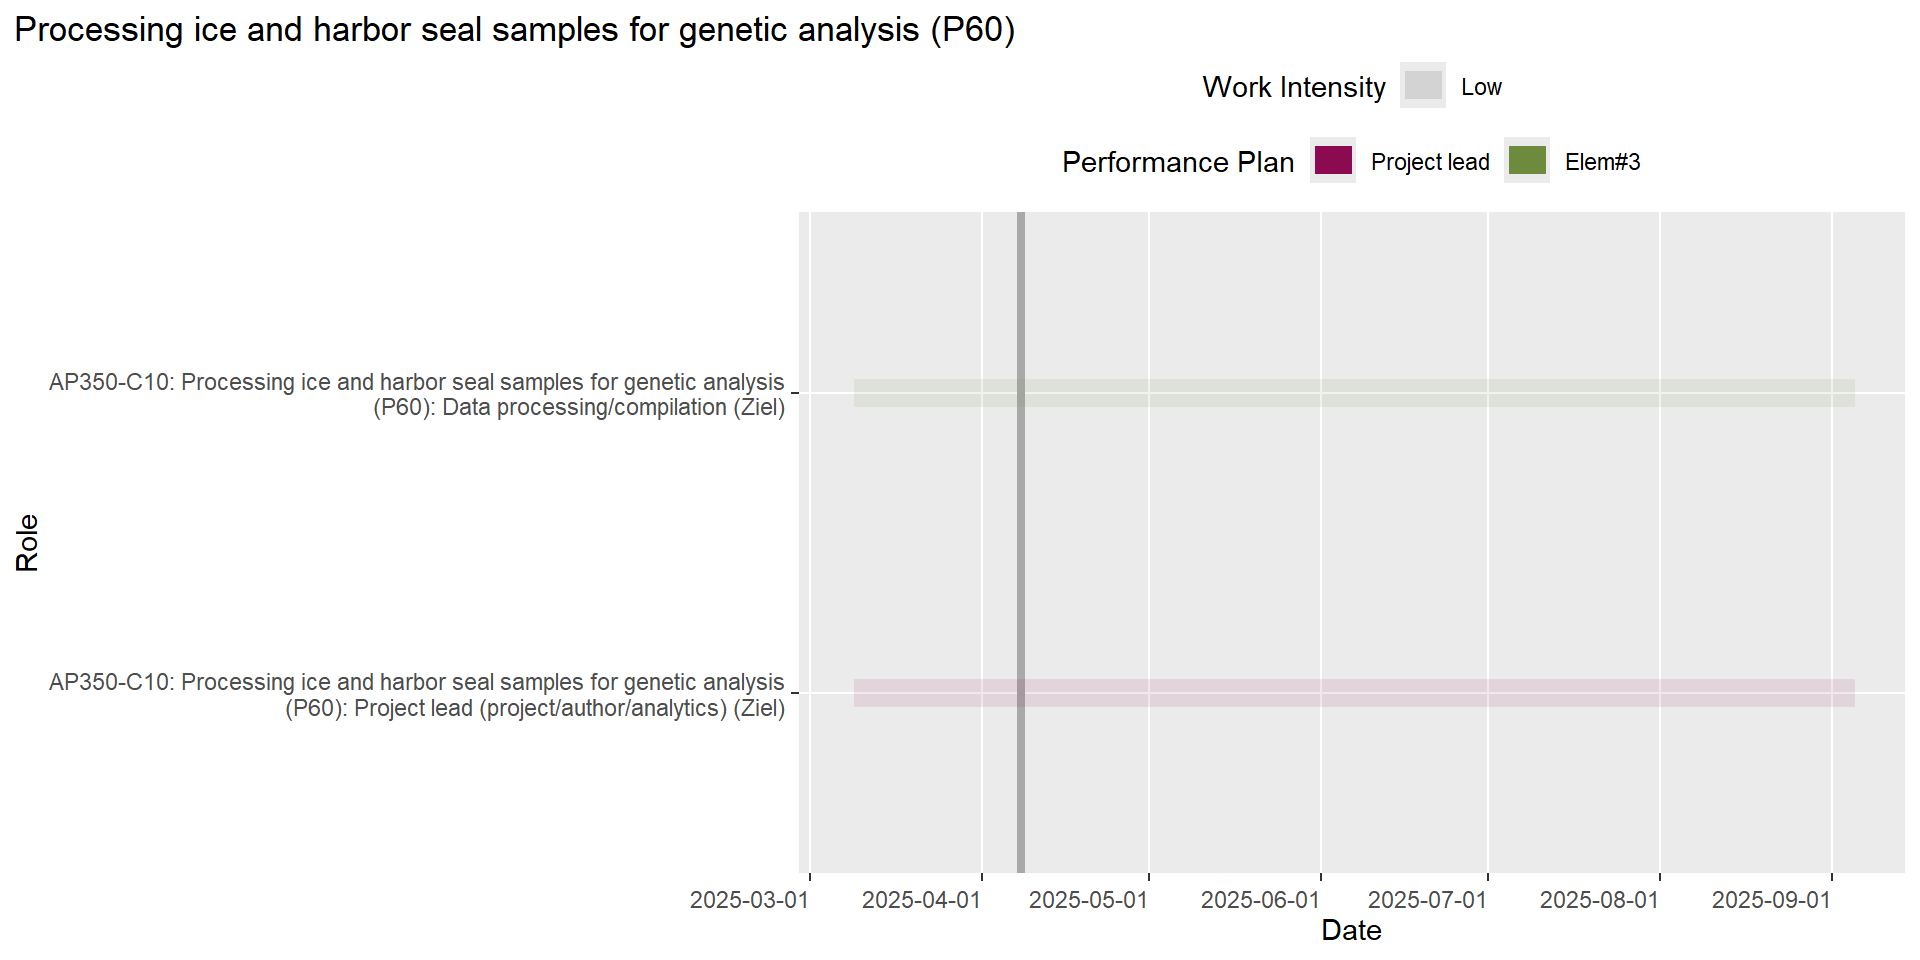 Processing ice and harbor seal samples for genetic analysis (P60)
Work Intensity Low
Performance Plan Project lead Elem#3
AP350-C10: Processing ice and harbor seal samples for genetic analysis
(P60): Data processing/compilation (Ziel)
Role
AP350-C10: Processing ice and harbor seal samples for genetic analysis
(P60): Project lead (project/author/analytics) (Ziel)
2025-03-01 2025-04-01 2025-05-01 2025-06-01 2025-07-01 2025-08-01 2025-09-01
Date